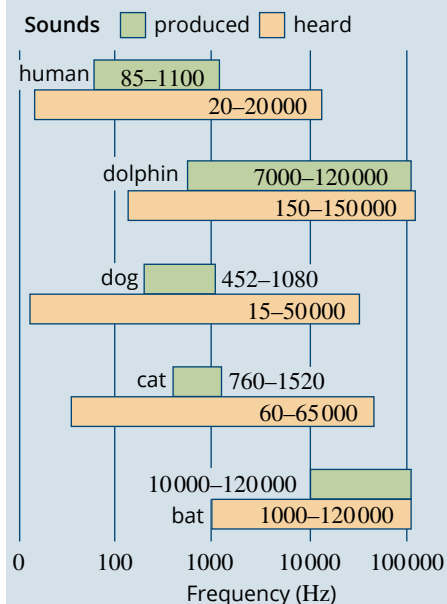 Sounds produced heard
human 85–1100
20–20 000
dolphin 7000–120 000
150–150 000
dog 452–1080
15–50 000
cat 760–1520
60–65 000
10 000–120 000
bat 1000–120 000
0 100 1000 10 000 100 000
Frequency (Hz)